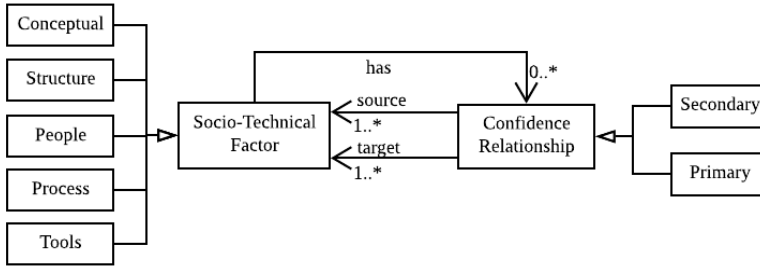 Conceptual
Structure
People
Process
Tools
Socio-Technical
Factor
has
0..*
source
1..*
target
1..*
Confidence
Relationship
Secondary
Primary